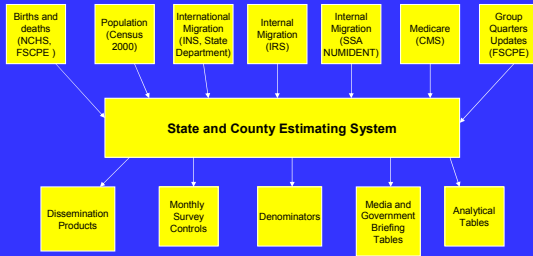 Births and
deaths
(NCHS,
FSCPE )
Population
(Census
2000)
International
Migration
(INS, State
Department)
Internal
Migration
(IRS)
Internal
Migration
(SSA
NUMIDENT)
Medicare
(CMS)
Group
Quarters
Updates
(FSCPE)
State and County Estimating System
Dissemination
Products
Monthly
Survey
Controls
Denominators
Media and
Government
Briefing
Tables
Analytical
Tables